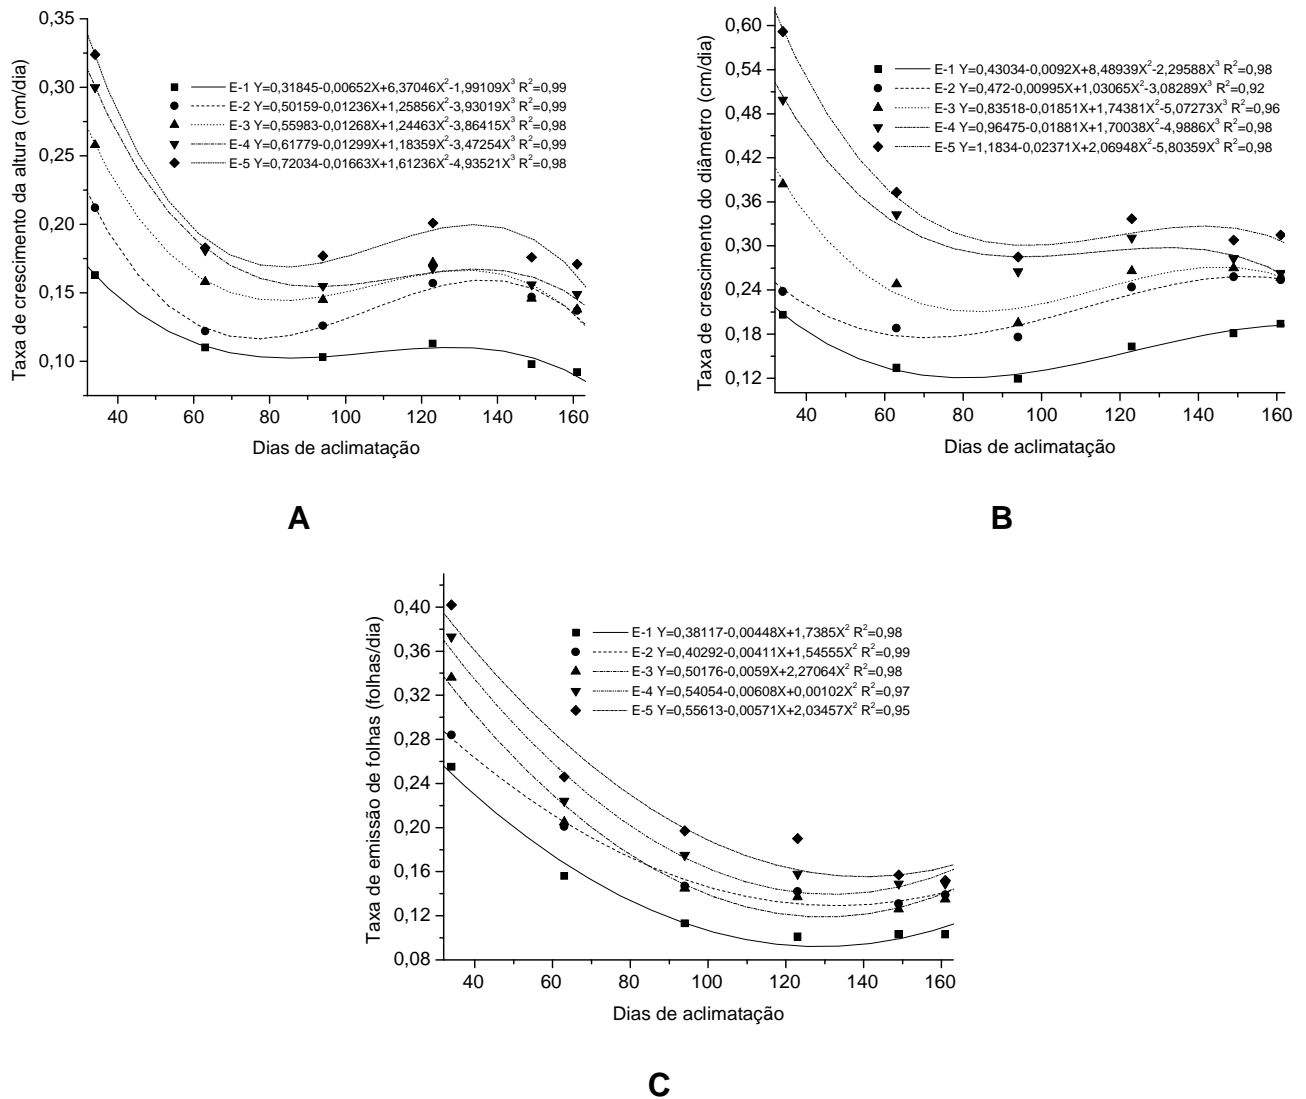 Taxa de crescimento da altura (cm/dia)
0,35
0,30
0,25
0,20
0,15
0,10
E-1 Y=0,31845-0,00652X+6,37046X²-1,99109X³ R²=0,99
E-2 Y=0,50159-0,01236X+1,25856X²-3,93019X³ R²=0,99
E-3 Y=0,55983-0,01268X+1,24463X²-3,86415X³ R²=0,98
E-4 Y=0,61779-0,01299X+1,18359X²-3,47254X³ R²=0,99
E-5 Y=0,72034-0,01663X+1,61236X²-4,93521X³ R²=0,98
40 60 80 100 120 140 160
Dias de aclimatação
A
Taxa de crescimento do diâmetro (cm/dia)
0,60
0,54
0,48
0,42
0,36
0,30
0,24
0,18
0,12
E-1 Y=0,43034-0,0092X+8,48939X²-2,29588X³ R²=0,98
E-2 Y=0,472-0,00995X+1,03065X²-3,08289X³ R²=0,92
E-3 Y=0,83518-0,01851X+1,74381X²-5,07273X³ R²=0,96
E-4 Y=0,96475-0,01881X+1,70038X²-4,9886X³ R²=0,98
E-5 Y=1,1834-0,02371X+2,06948X²-5,80359X³ R²=0,98
40 60 80 100 120 140 160
Dias de aclimatação
B
Taxa de emissão de folhas (folhas/dia)
0,40
0,36
0,32
0,28
0,24
0,20
0,16
0,12
0,08
E-1 Y=0,38117-0,00448X+1,7385X² R²=0,98
E-2 Y=0,40292-0,00411X+1,54555X² R²=0,99
E-3 Y=0,50176-0,0059X+2,27064X² R²=0,98
E-4 Y=0,54054-0,00608X+0,00102X² R²=0,97
E-5 Y=0,55613-0,00571X+2,03457X² R²=0,95
40 60 80 100 120 140 160
Dias de aclimatação
C